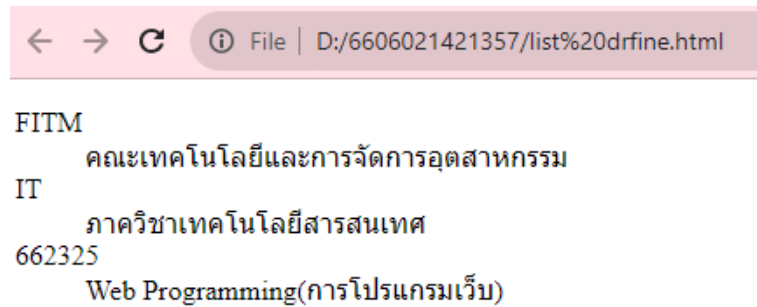 File D:/6606021421357/list%20drfine.html
FITM
คณะเทคโนโลยีและการจัดการอุตสาหกรรม
IT
ภาควิชาเทคโนโลยีสารสนเทศ
662325
Web Programming(การโปรแกรมเว็บ)